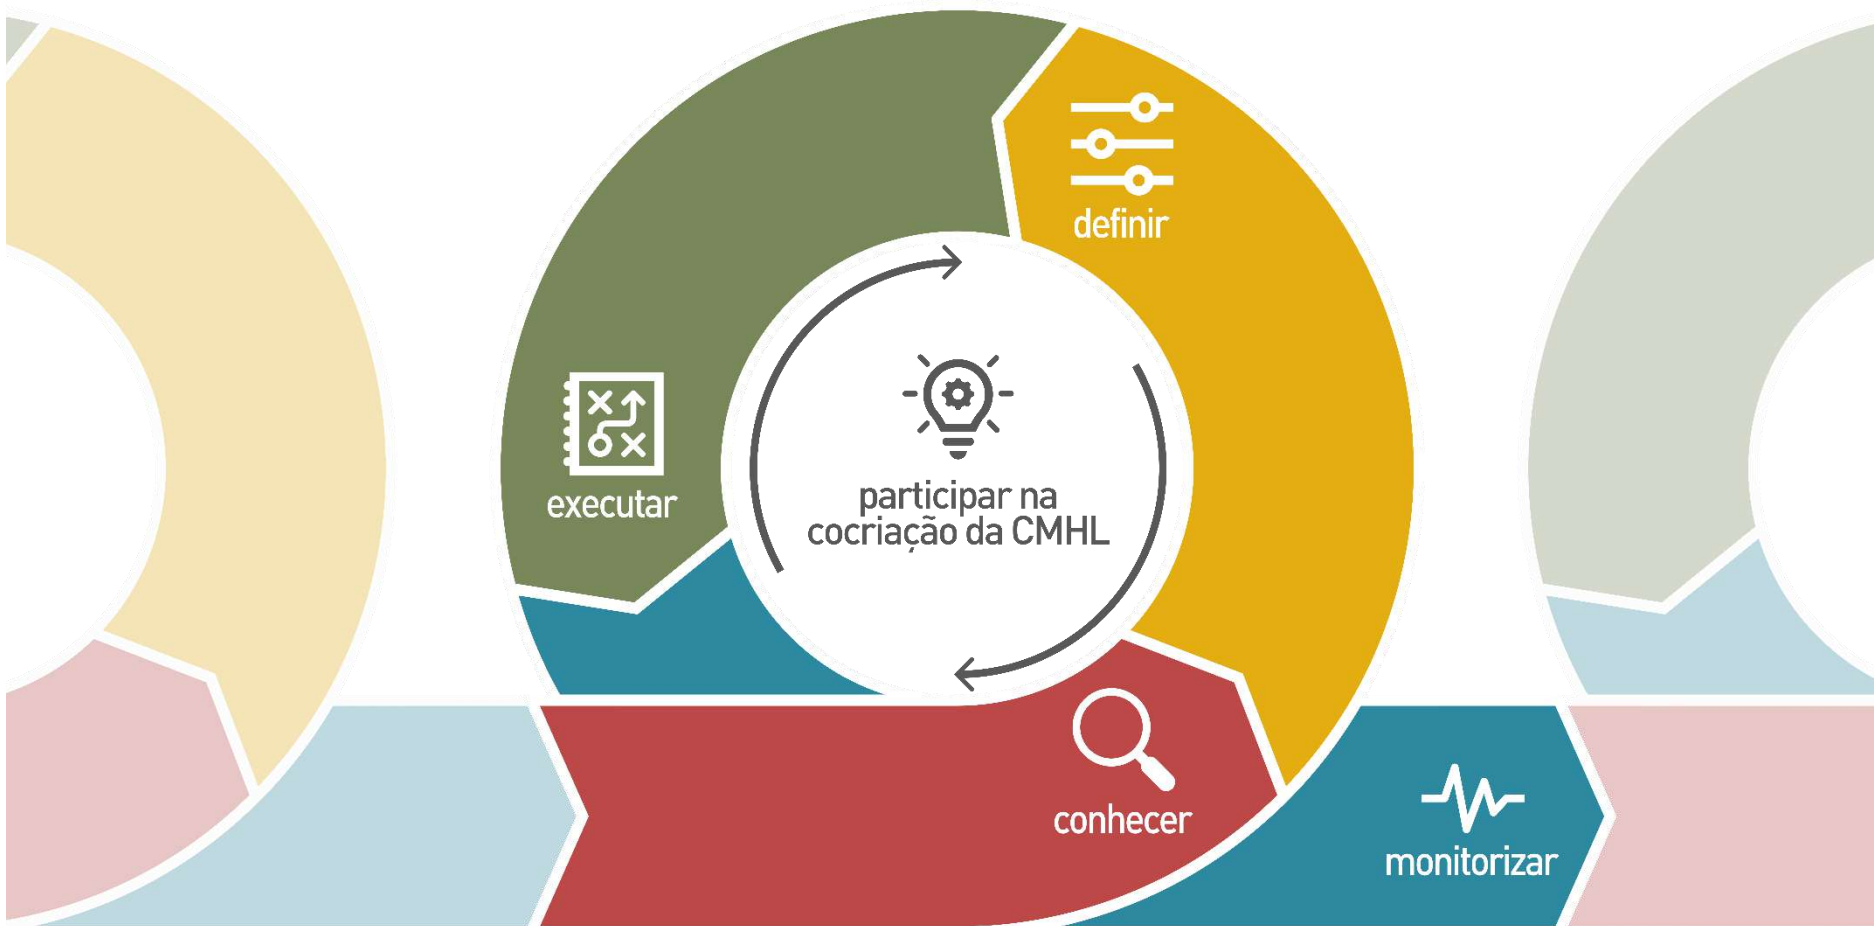 definir
executar
participar na
cocriação da CMHL
conhecer
monitorizar